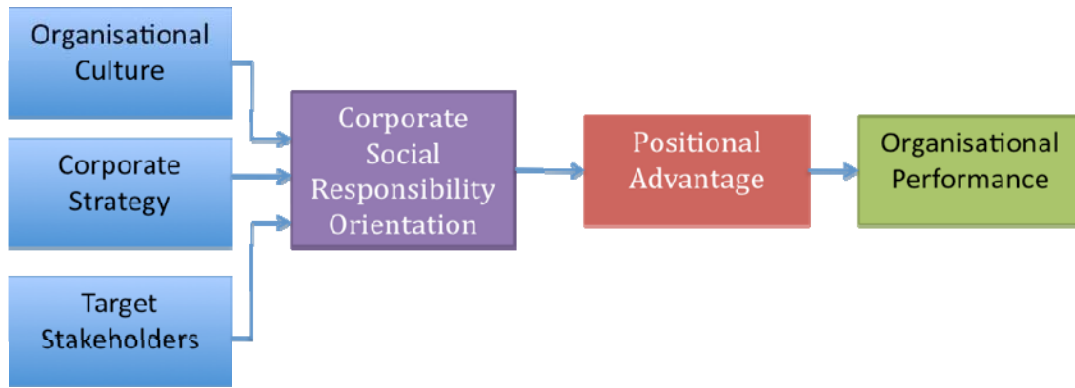 Organisational
Culture
Corporate
Strategy
Target
Stakeholders
Corporate
Social
Responsibility
Orientation
Positional
Advantage
Organisational
Performance